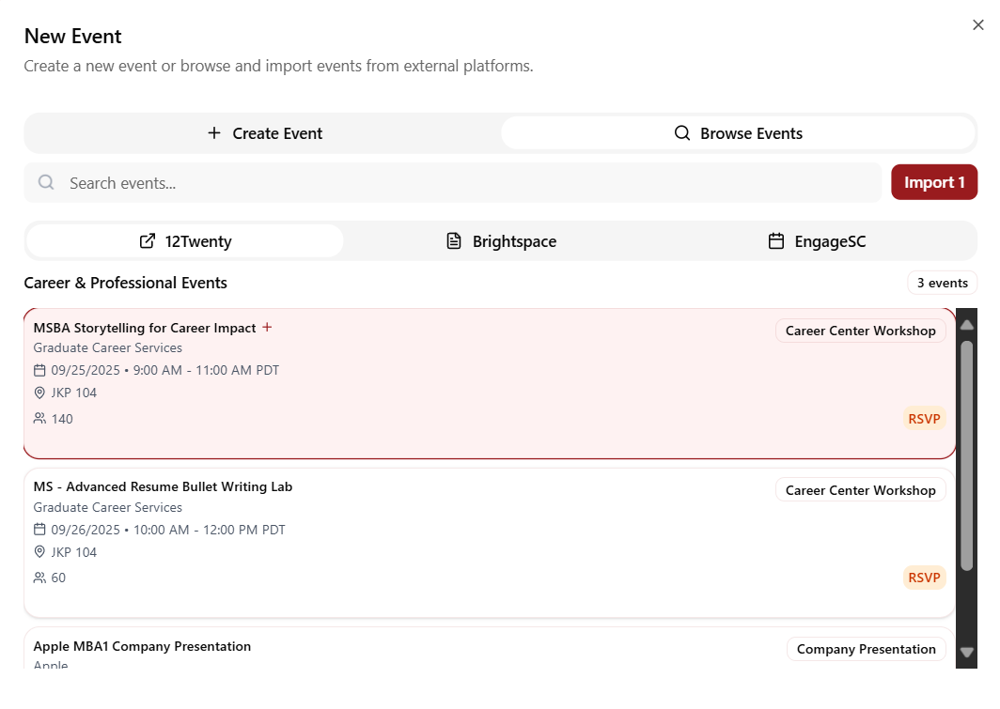 New Event
Create a new event or browse and import events from external platforms.
Create Event
Browse Events
Search events...
Import 1
12Twenty
Brightspace
EngageSC
Career & Professional Events
3 events
MSBA Storytelling for Career Impact +
Career Center Workshop
Graduate Career Services
09/25/2025 • 9:00 AM - 11:00 AM PDT
JKP 104
140
RSVP
MS - Advanced Resume Bullet Writing Lab
Career Center Workshop
Graduate Career Services
09/26/2025 • 10:00 AM - 12:00 PM PDT
JKP 104
60
RSVP
Apple MBA1 Company Presentation
Company Presentation
Apple